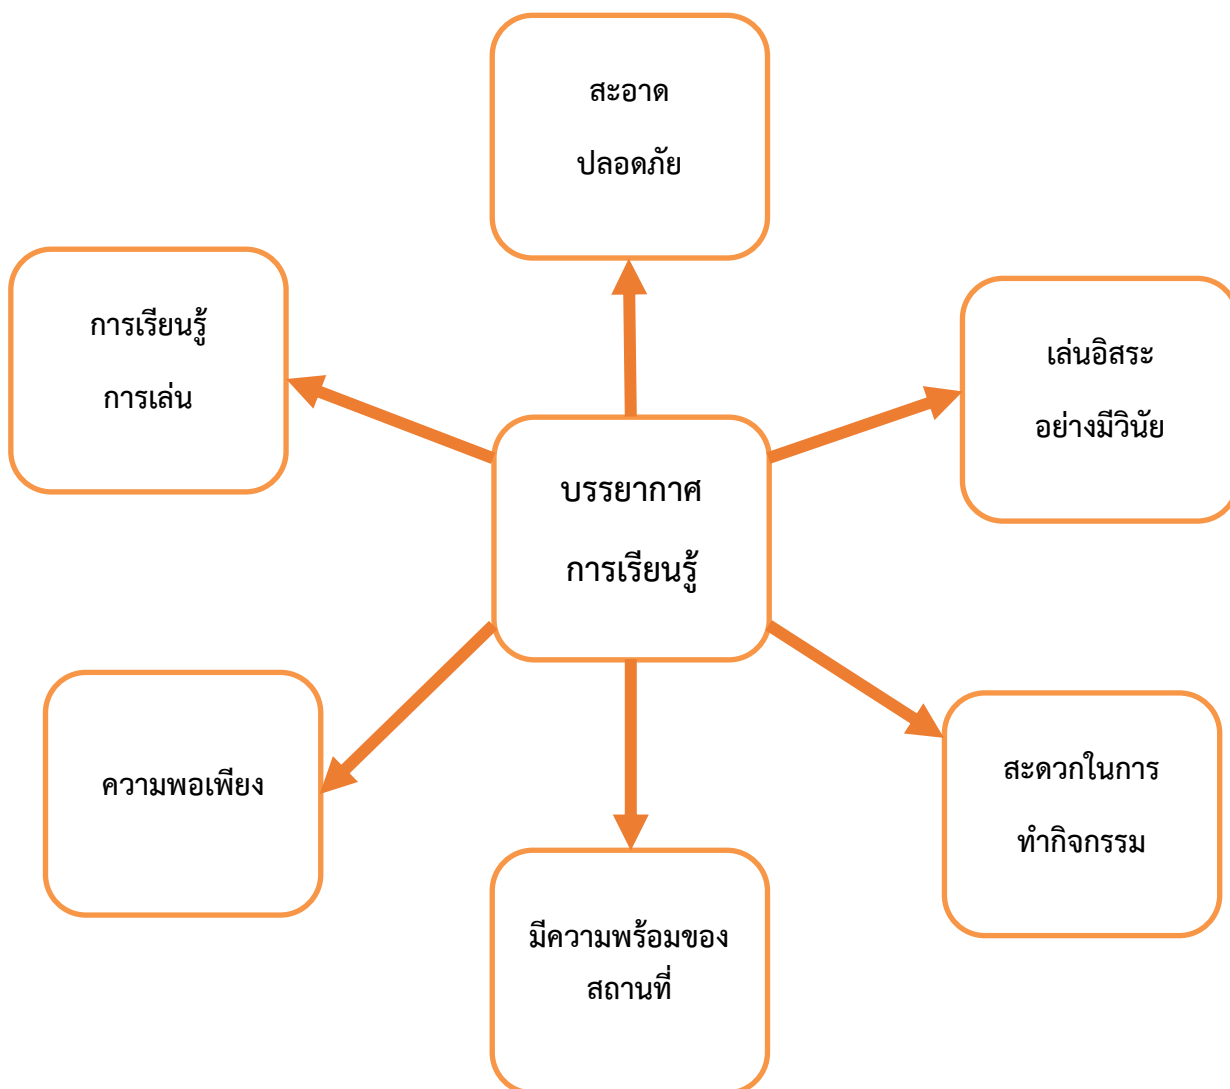 สะอาด
ปลอดภัย
การเรียนรู้
การเล่น
เล่นอิสระ
อย่างมีวินัย
บรรยากาศ
การเรียนรู้
ความพอเพียง
สะดวกในการ
ทำกิจกรรม
มีความพร้อมของ
สถานที่